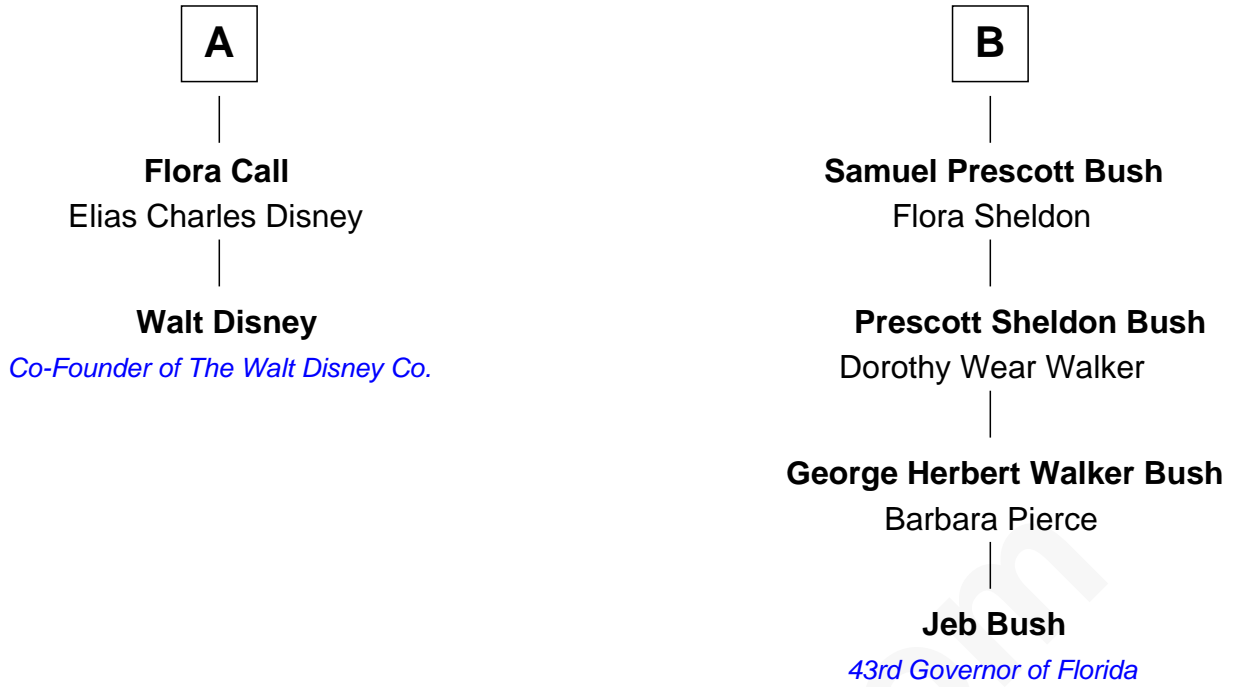 A
Flora Call
Elias Charles Disney
Walt Disney
Co-Founder of The Walt Disney Co.
B
Samuel Prescott Bush
Flora Sheldon
Prescott Sheldon Bush
Dorothy Wear Walker
George Herbert Walker Bush
Barbara Pierce
Jeb Bush
43rd Governor of Florida